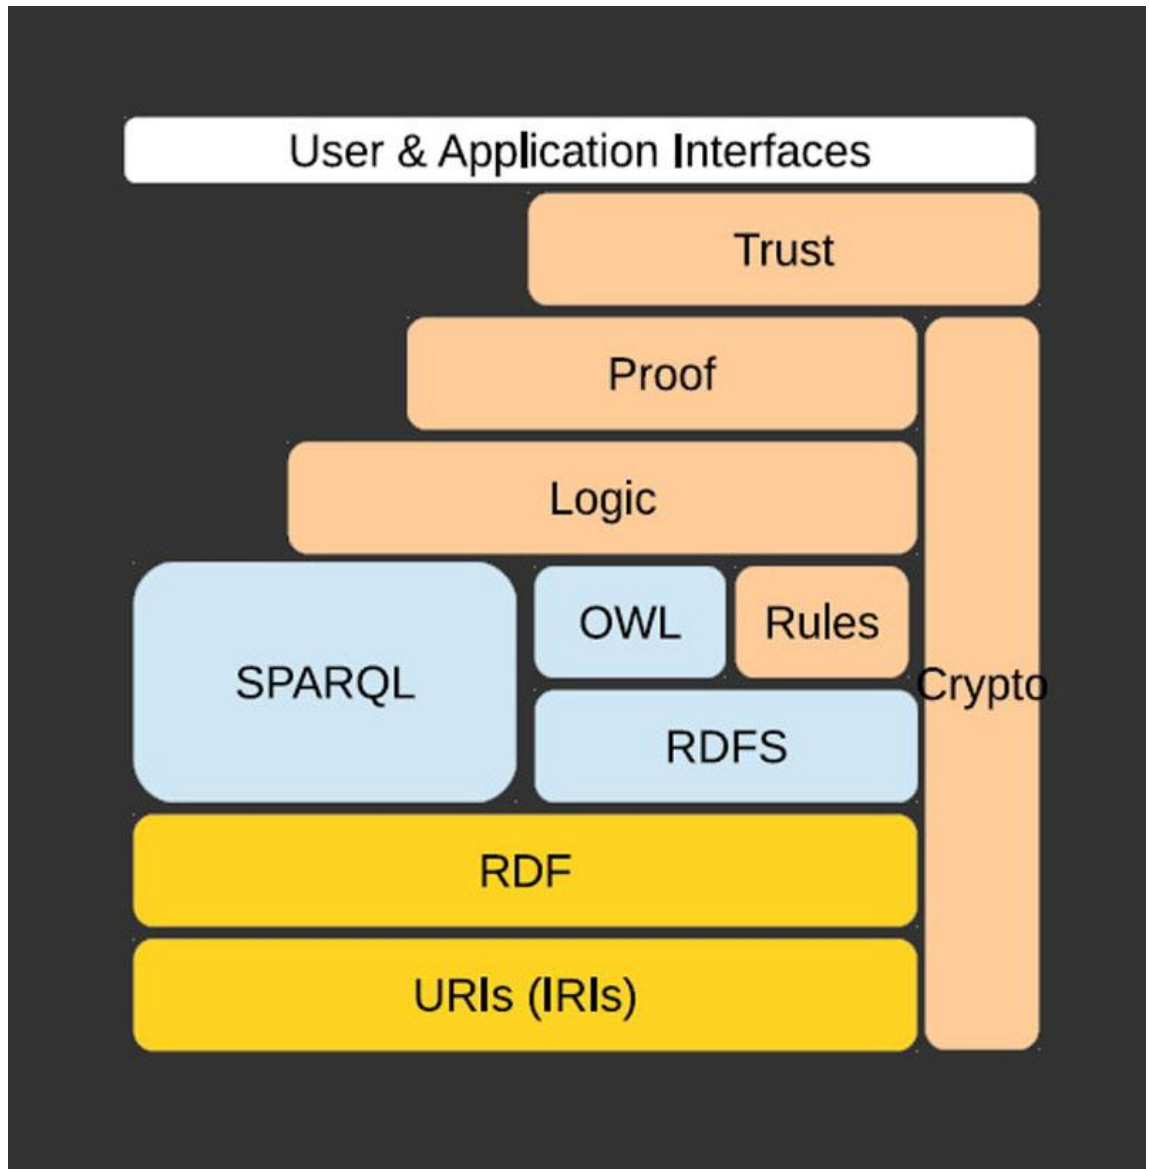 User & Application Interfaces
Trust
Proof
Logic
OWL
Rules
SPARQL
Crypto
RDFS
RDF
URIs (IRIs)